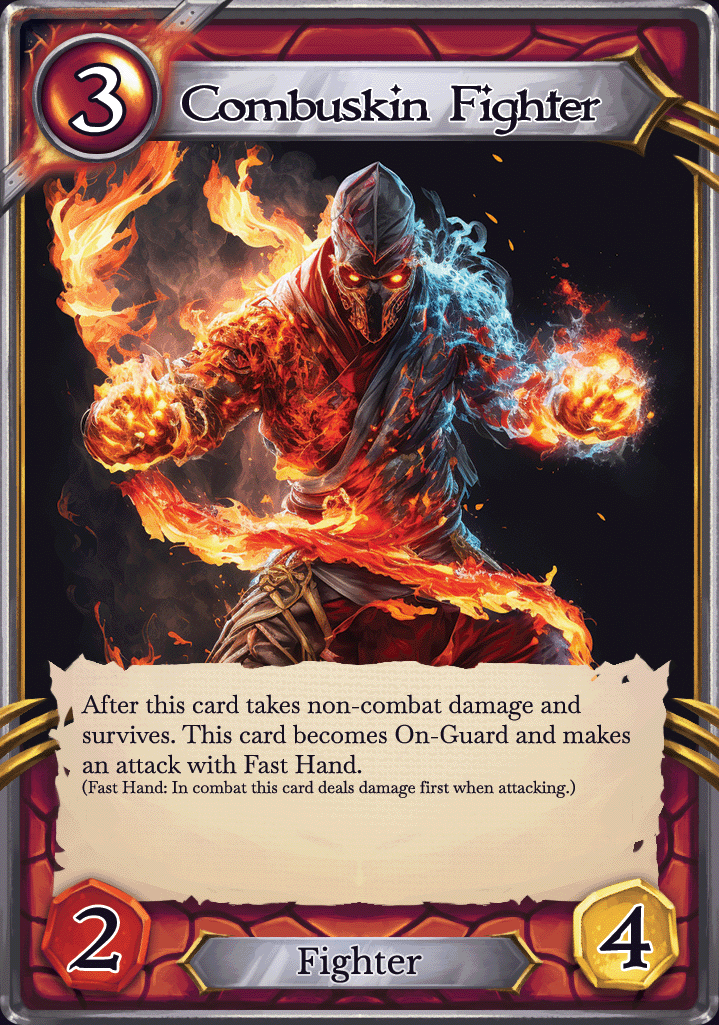 3
Combuskin Fighter
After this card takes non-combat damage and
survives. This card becomes On-Guard and makes
an attack with Fast Hand.
(Fast Hand: In combat this card deals damage first when attacking.)
2
Fighter
4